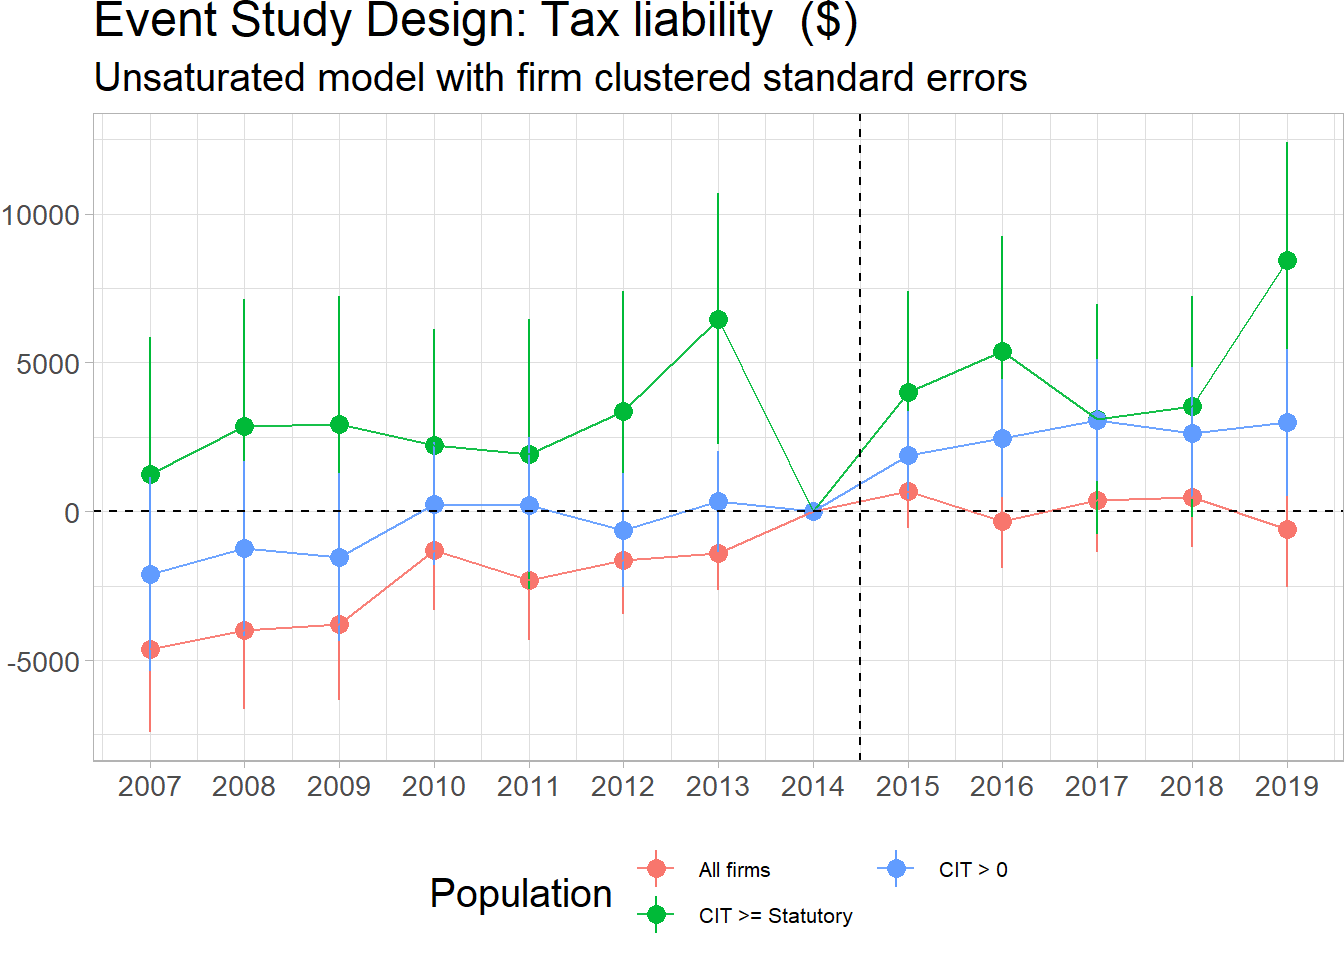 Event Study Design: Tax liability  ($)
Unsaturated model with firm clustered standard errors
10000
5000
0
-5000
2007 2008 2009 2010 2011 2012 2013 2014 2015 2016 2017 2018 2019
Population
All firms
CIT > 0
CIT >= Statutory